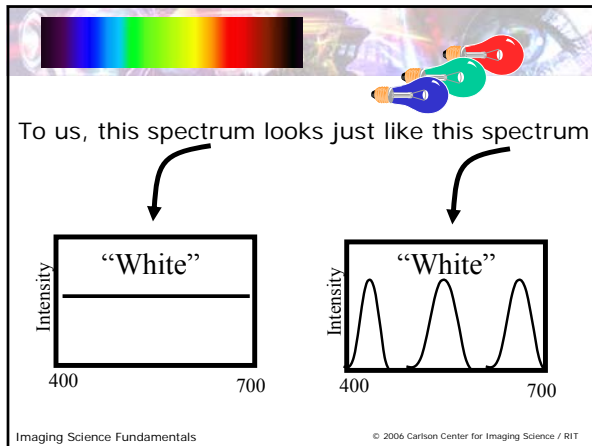 To us, this spectrum looks just like this spectrum
“White”
Intensity
400
700
“White”
Intensity
400
700
Imaging Science Fundamentals
© 2006 Carlson Center for Imaging Science / RIT